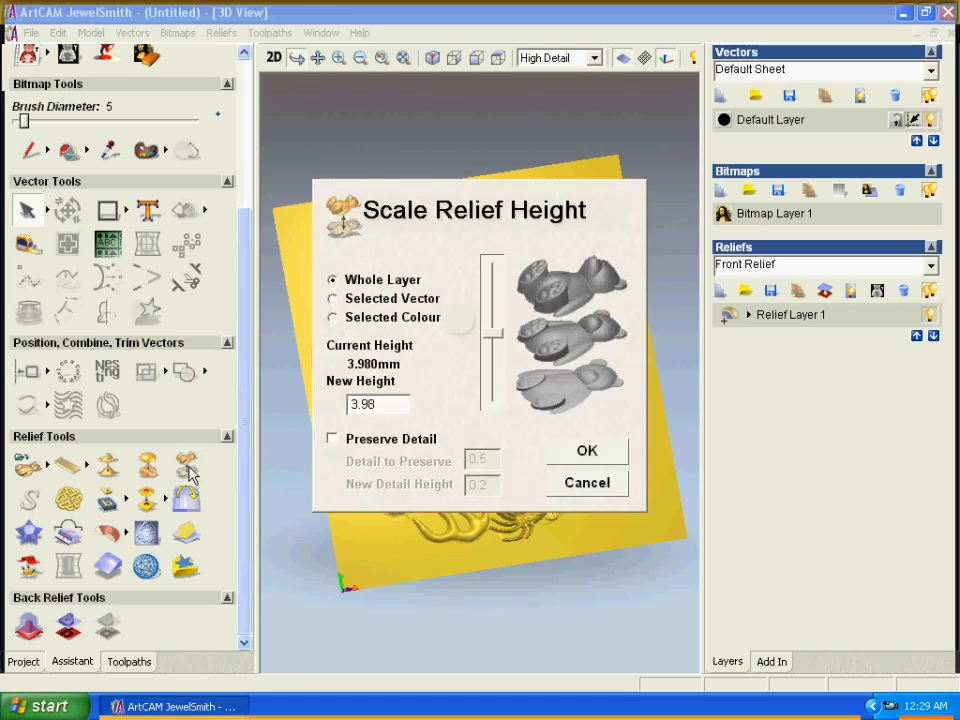 ArtCAM JewelSmith - (Untitled) - [3D View]
File Edit Model Vectors Bitmaps Reliefs Toolpaths Window Help
2D High Detail
Bitmap Tools
Brush Diameter: 5
Vector Tools
ABC
Position, Combine, Trim Vectors
Nes
ting
Relief Tools
Back Relief Tools
Project Assistant Toolpaths
Scale Relief Height
Whole Layer
Selected Vector
Selected Colour
Current Height
3.980mm
New Height
3.98
Preserve Detail
Detail to Preserve 0.5
New Detail Height 0.2
OK
Cancel
Vectors
Default Sheet
Default Layer
Bitmaps
Bitmap Layer 1
Reliefs
Front Relief
Relief Layer 1
Layers Add In
start ArtCAM JewelSmith - ... 12:29 AM